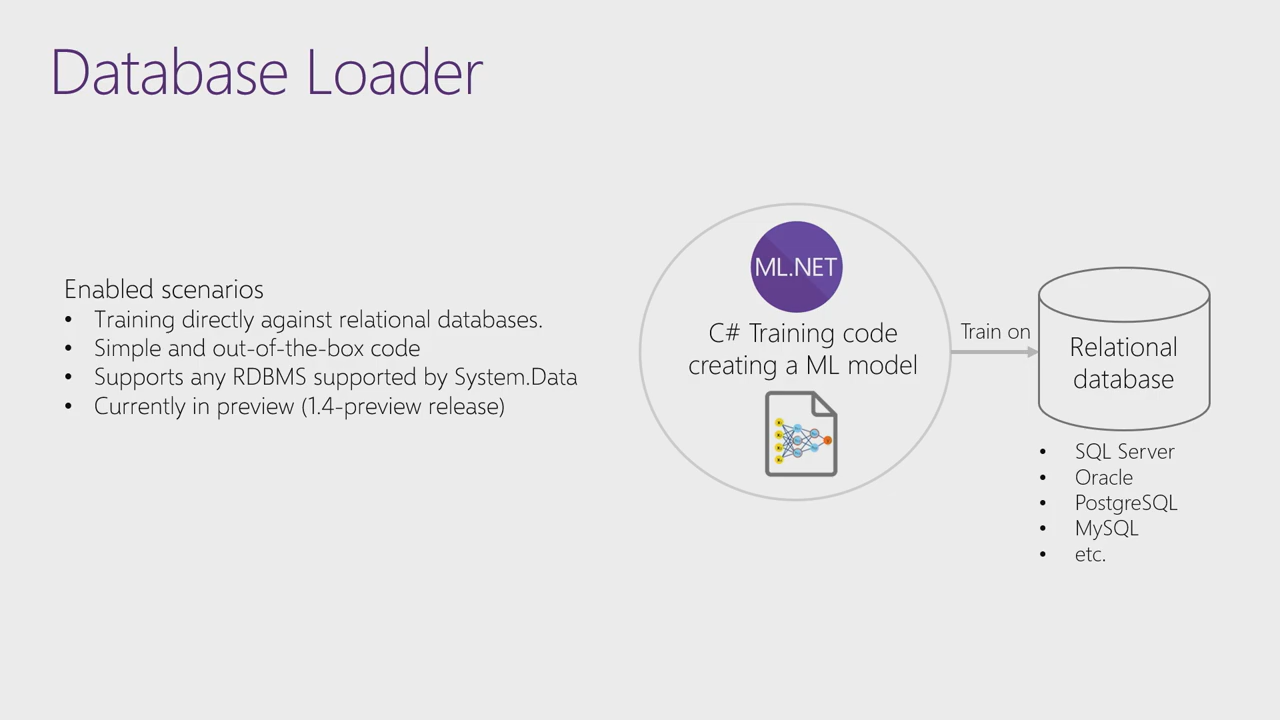 Database Loader
Enabled scenarios
• Training directly against relational databases.
• Simple and out-of-the-box code
• Supports any RDBMS supported by System.Data
• Currently in preview (1.4-preview release)
ML.NET
C# Training code
creating a ML model
Train on
Relational
database
• SQL Server
• Oracle
• PostgreSQL
• MySQL
• etc.